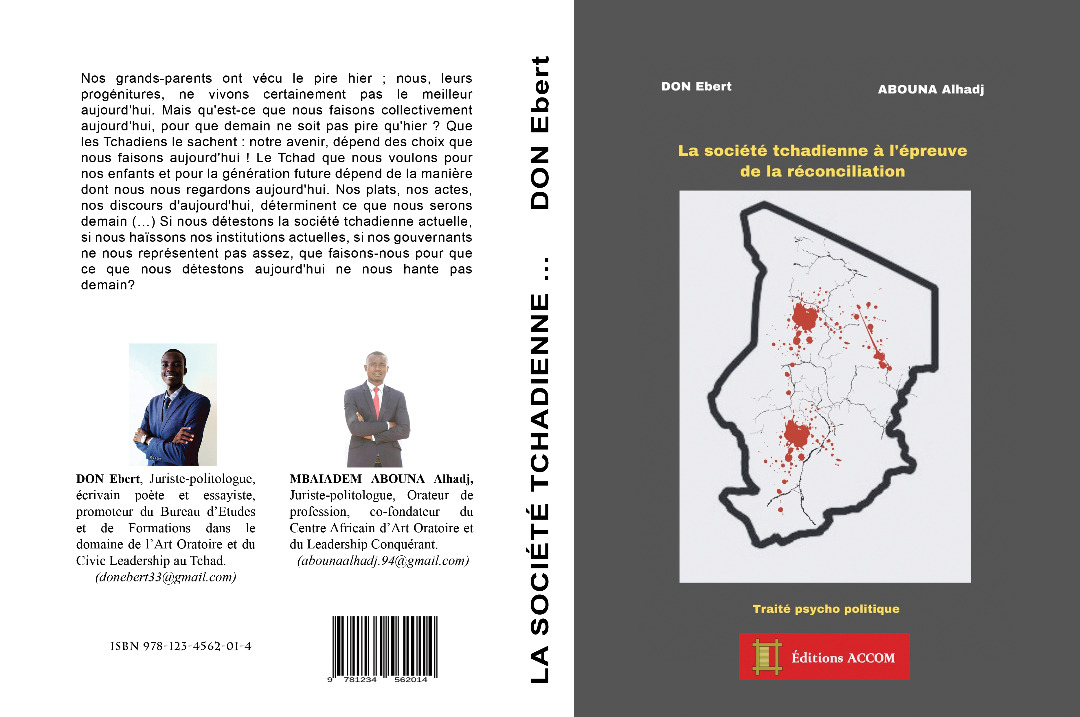 Nos grands-parents ont vécu le pire hier ; nous, leurs
progénitures, ne vivons certainement pas le meilleur
aujourd'hui. Mais qu'est-ce que nous faisons collectivement
aujourd'hui, pour que demain ne soit pas pire qu'hier ? Que
les Tchadiens le sachent : notre avenir, dépend des choix que
nous faisons aujourd'hui ! Le Tchad que nous voulons pour
nos enfants et pour la génération future dépend de la manière
dont nous nous regardons aujourd'hui. Nos plats, nos actes,
nos discours d'aujourd'hui, déterminent ce que nous serons
demain (…) Si nous détestons la société tchadienne actuelle,
si nous haïssons nos institutions actuelles, si nos gouvernants
ne nous représentent pas assez, que faisons-nous pour que
ce que nous détestons aujourd'hui ne nous hante pas
demain?
DON Ebert, Juriste-politologue,
écrivain poète et essayiste,
promoteur du Bureau d'Etudes
et de Formations dans le
domaine de l'Art Oratoire et du
Civic Leadership au Tchad.
(donebert33@gmail.com)
MBAIADEM ABOUNA Alhadj,
Juriste-politologue, Orateur de
profession, co-fondateur du
Centre Africain d'Art Oratoire et
du Leadership Conquérant.
(abounaalhadj.94@gmail.com)
ISBN 978-123-4562-01-4
9 781234 562014
LA SOCIÉTÉ TCHADIENNE ... DON Ebert
DON Ebert
ABOUNA Alhadj
La société tchadienne à l'épreuve
de la réconciliation
Traité psycho politique
Éditions ACCOM